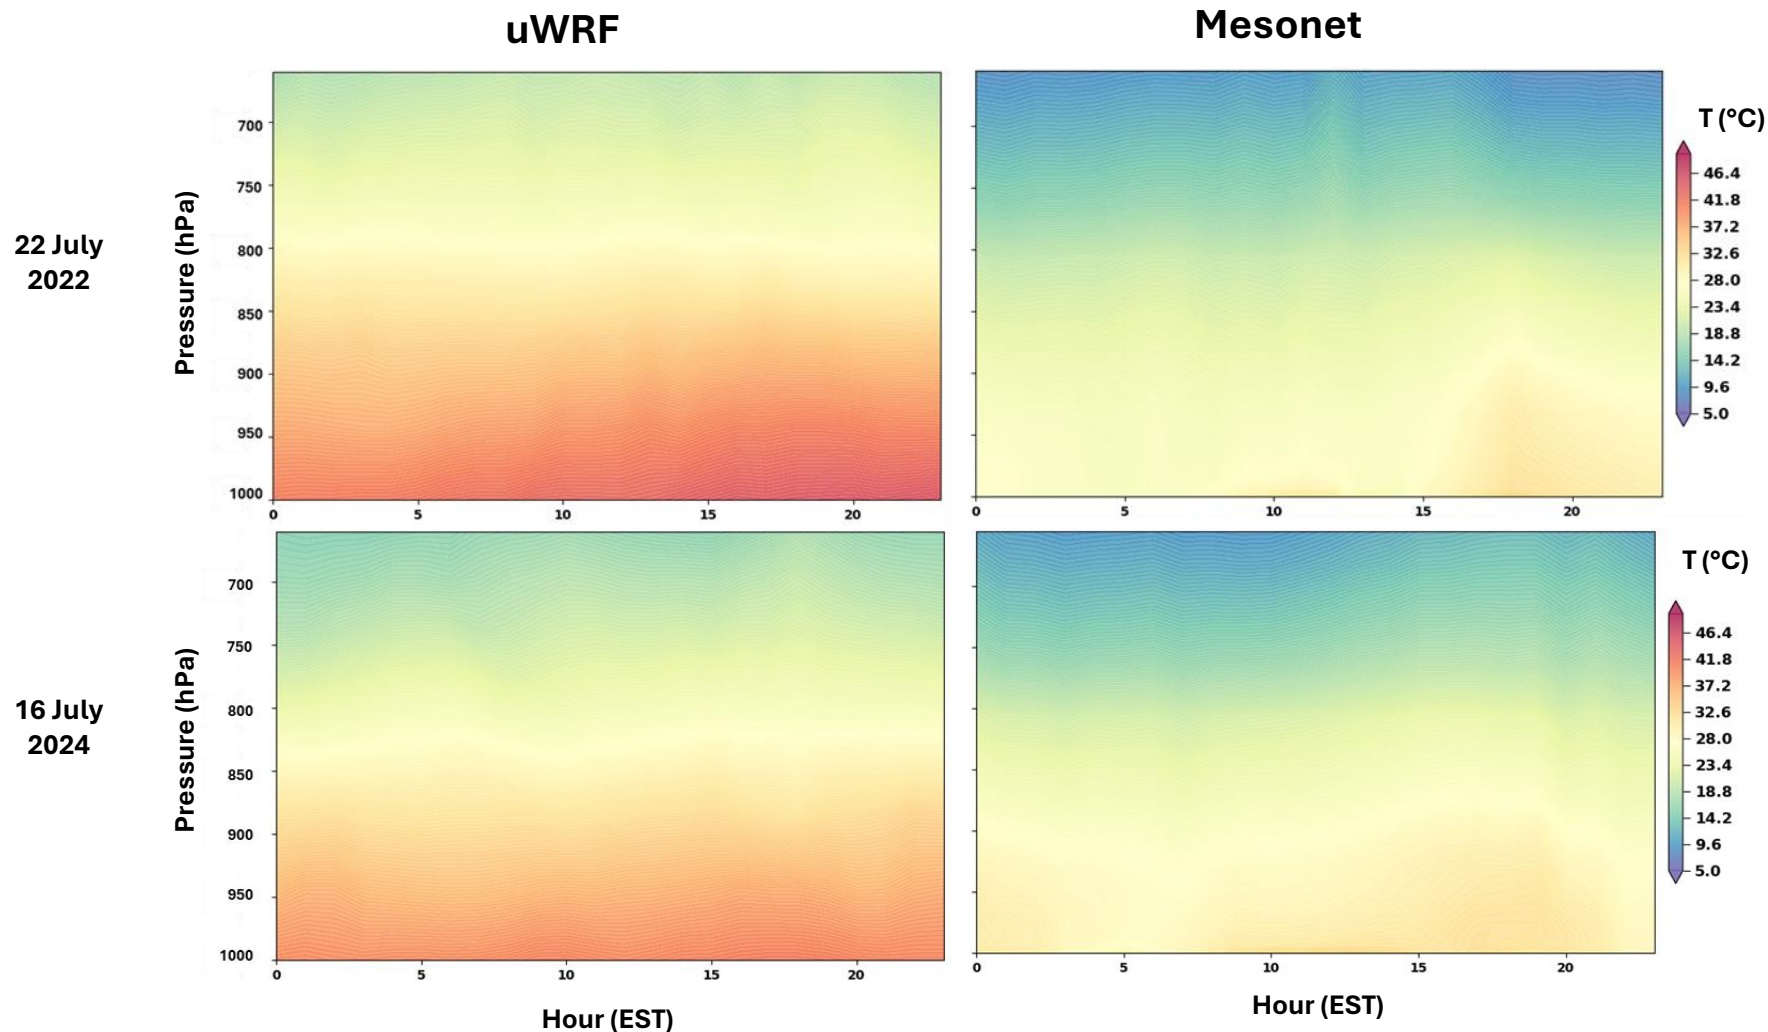 uWRF
Mesonet
22 July
2022
Pressure (hPa)
700
750
800
850
900
950
1000
0 5 10 15 20
0 5 10 15 20
T (°C)
46.4
41.8
37.2
32.6
28.0
23.4
18.8
14.2
9.6
5.0
16 July
2024
Pressure (hPa)
700
750
800
850
900
950
1000
0 5 10 15 20
Hour (EST)
0 5 10 15 20
Hour (EST)
T (°C)
46.4
41.8
37.2
32.6
28.0
23.4
18.8
14.2
9.6
5.0